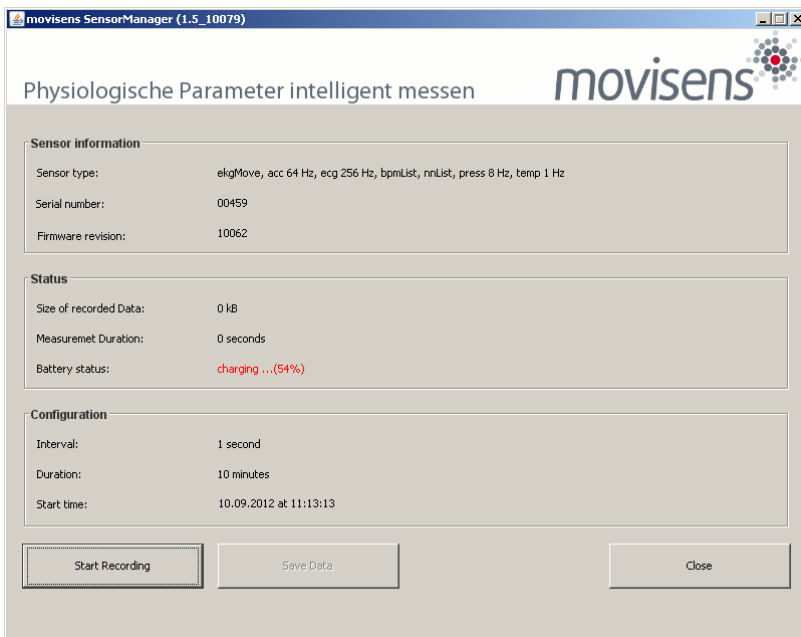 movisens SensorManager (1.5_10079)
Physiologische Parameter intelligent messen
movisens
Sensor information
Sensor type: ekgMove, acc 64 Hz, ecg 256 Hz, bpmList, nnList, press 8 Hz, temp 1 Hz
Serial number: 00459
Firmware revision: 10062
Status
Size of recorded Data: 0 kB
Measuremet Duration: 0 seconds
Battery status: charging ...(54%)
Configuration
Interval: 1 second
Duration: 10 minutes
Start time: 10.09.2012 at 11:13:13
Start Recording Save Data Close